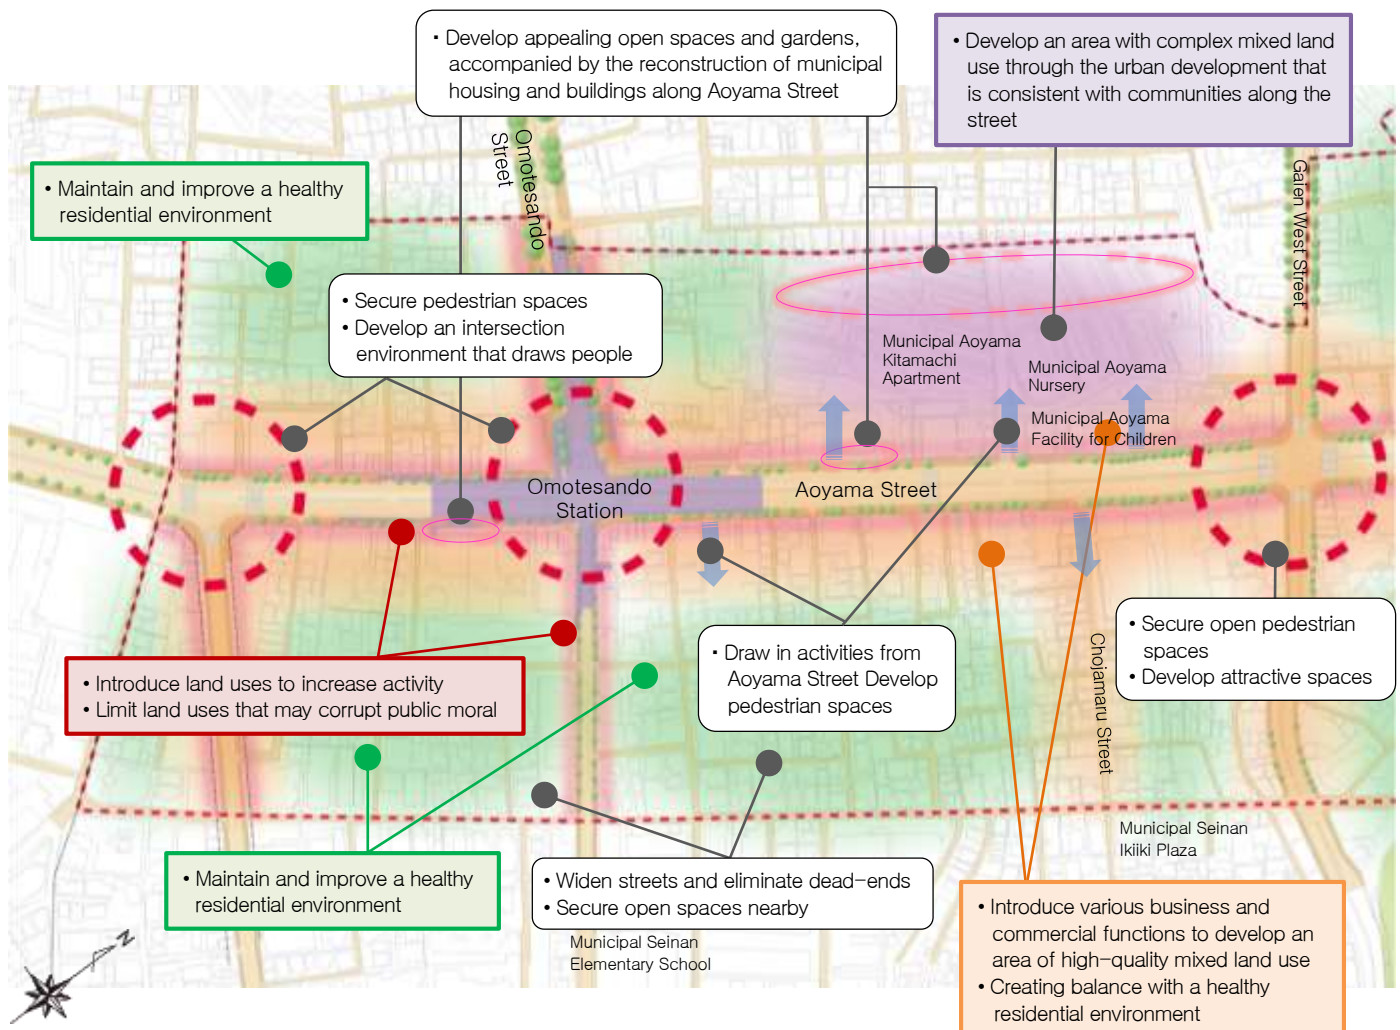 ▪ Develop appealing open spaces and gardens,
accompanied by the reconstruction of municipal
housing and buildings along Aoyama Street
• Develop an area with complex mixed land
use through the urban development that
is consistent with communities along the
street
Omotesando
Street
Gaien West Street
• Maintain and improve a healthy
residential environment
• Secure pedestrian spaces
• Develop an intersection
environment that draws people
Municipal Aoyama
Kitamachi
Apartment
Municipal Aoyama
Nursery
Municipal Aoyama
Facility for Children
Omotesando
Station
Aoyama Street
• Introduce land uses to increase activity
• Limit land uses that may corrupt public moral
▪ Draw in activities from
Aoyama Street Develop
pedestrian spaces
Chojamaru Street
• Secure open pedestrian
spaces
• Develop attractive spaces
Municipal Seinan
Ikiiki Plaza
• Maintain and improve a healthy
residential environment
• Widen streets and eliminate dead-ends
• Secure open spaces nearby
Municipal Seinan
Elementary School
• Introduce various business and
commercial functions to develop an
area of high-quality mixed land use
• Creating balance with a healthy
residential environment
N